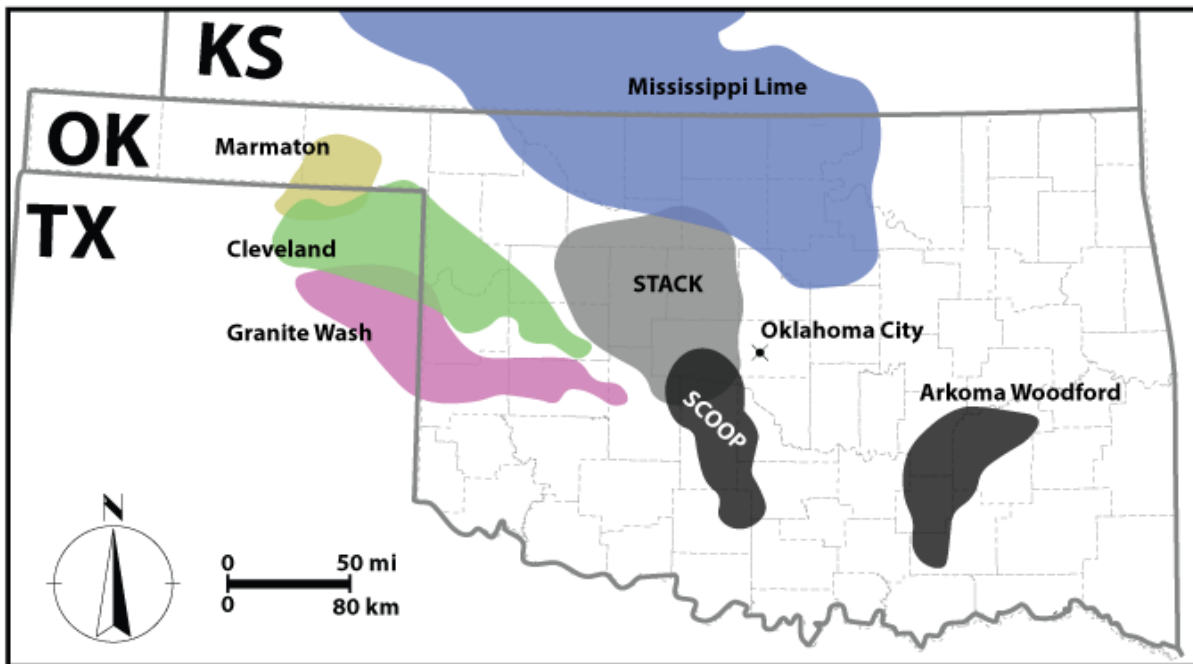 KS
Mississippi Lime
OK
Marmaton
TX
Cleveland
STACK
Granite Wash
Oklahoma City
Arkoma Woodford
SCOOP
N
0 50 mi
0 80 km